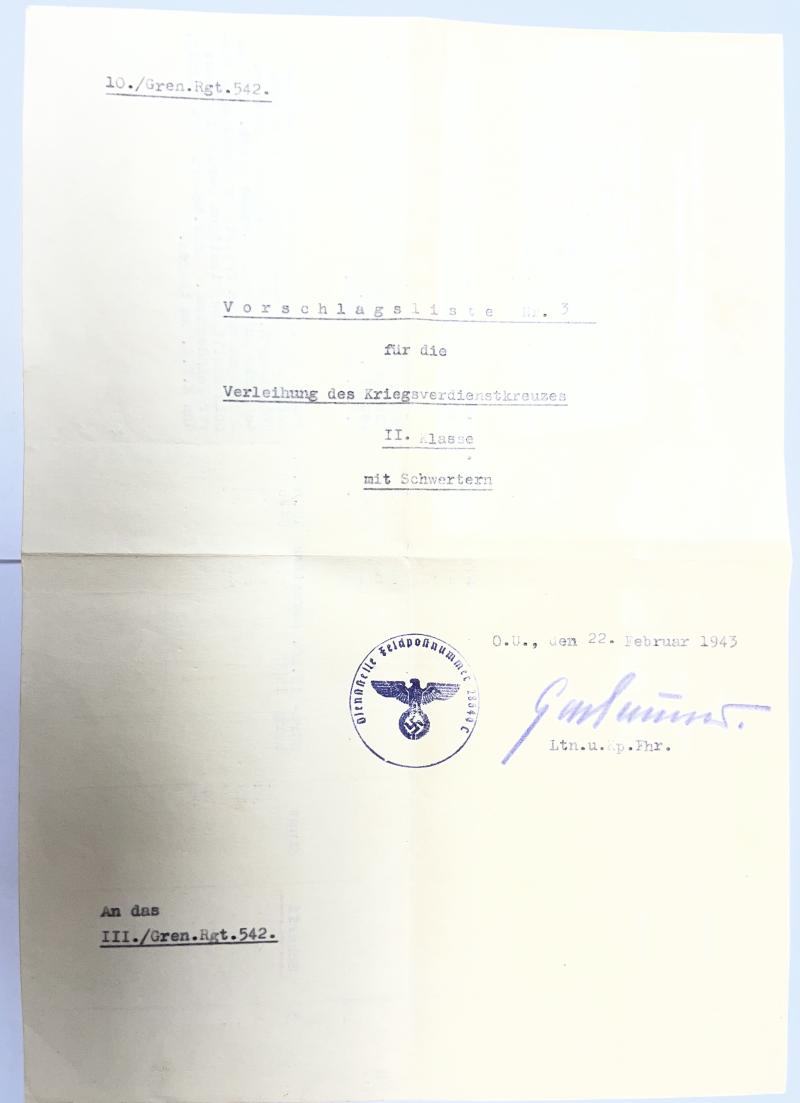 10./Gren.Rgt.542.
Vorschlagsliste Nr. 3
für die
Verleihung des Kriegsverdienstkreuzes
II. Klasse
mit Schwertern
O.U., den 22. Februar 1943
Dienststelle Feldpostnummer
Ltn.u.Kp.Fhr.
An das
III./Gren.Rgt.542.